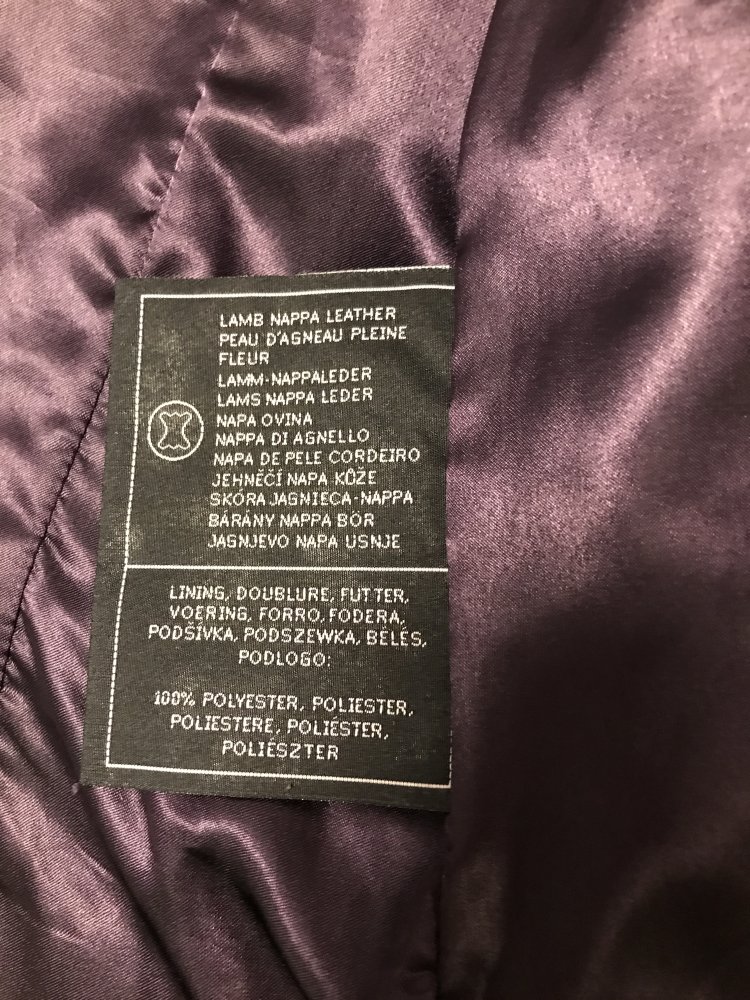 LAMB NAPPA LEATHER
PEAU D'AGNEAU PLEINE
FLEUR
LAMM-NAPPALEDER
LAMS NAPPA LEDER
NAPA OVINA
NAPPA DI AGNELLO
NAPA DE PELE CORDEIRO
JEHNĚČÍ NAPA KŮŽE
SKÓRA JAGNIECA-NAPPA
BÁRÁNY NAPPA BÖR
JAGNJEVO NAPA USNJE
LINING, DOUBLURE, FUTTER,
VOERING, FORRO, FODERA,
PODŠÍVKA, PODSZEWKA, BÉLÉS,
PODLOGO:
100% POLYESTER, POLIESTER,
POLIESTERE, POLIÉSTER,
POLIÉSZTER